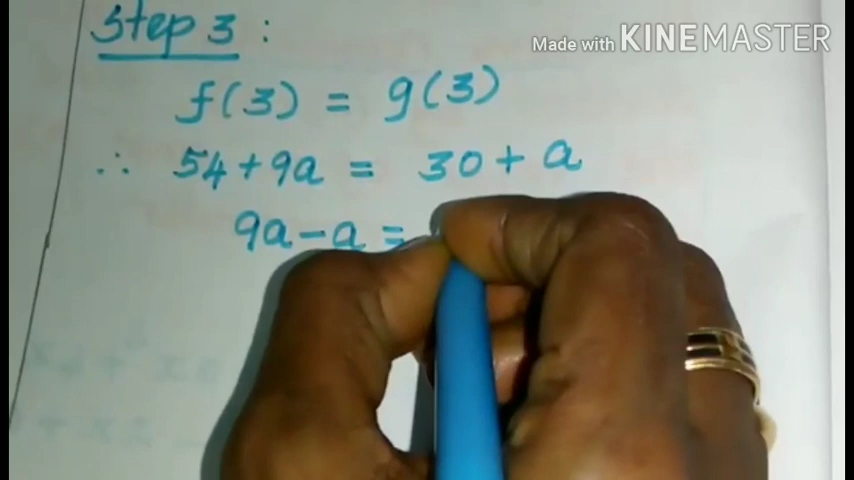 Step 3 :
Made with KINEMASTER
f(3) = g(3)
∴ 54 + 9a = 30 + a
9a - a =